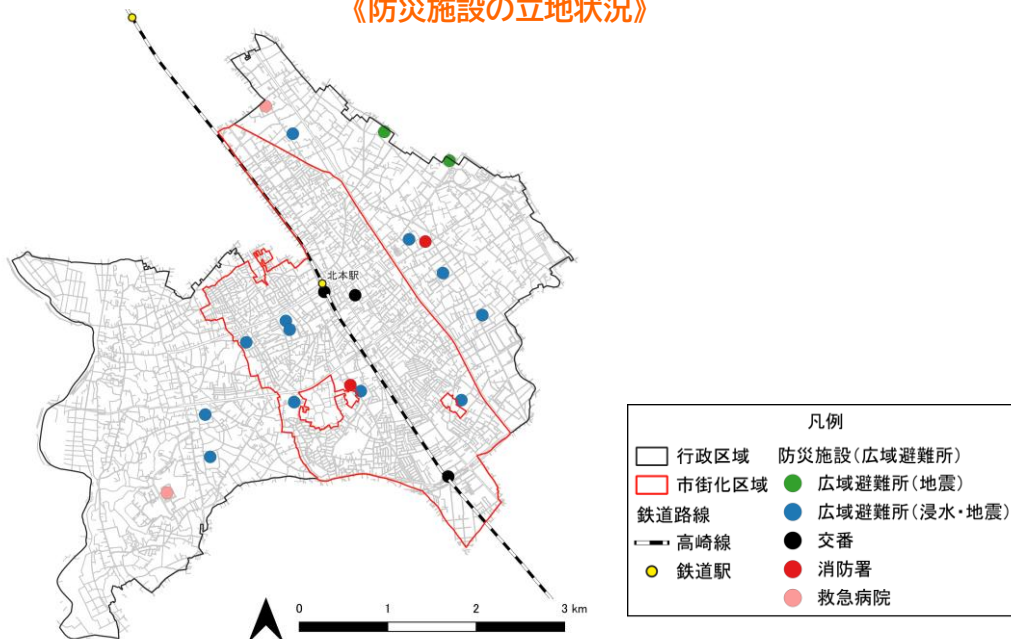 《防災施設の立地状況》
北本駅
凡例
行政区域
市街化区域
鉄道路線
高崎線
鉄道駅
防災施設(広域避難所)
広域避難所(地震)
広域避難所(浸水・地震)
交番
消防署
救急病院
0 1 2 3 km